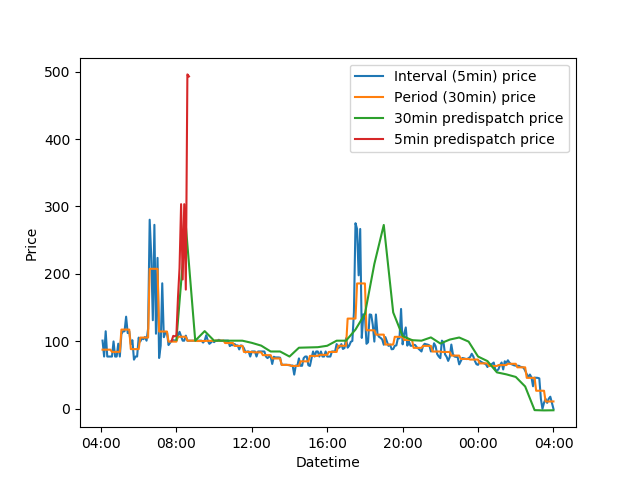 Interval (5min) price
Period (30min) price
30min predispatch price
5min predispatch price
500
400
300
200
100
0
Price
04:00 08:00 12:00 16:00 20:00 00:00 04:00
Datetime